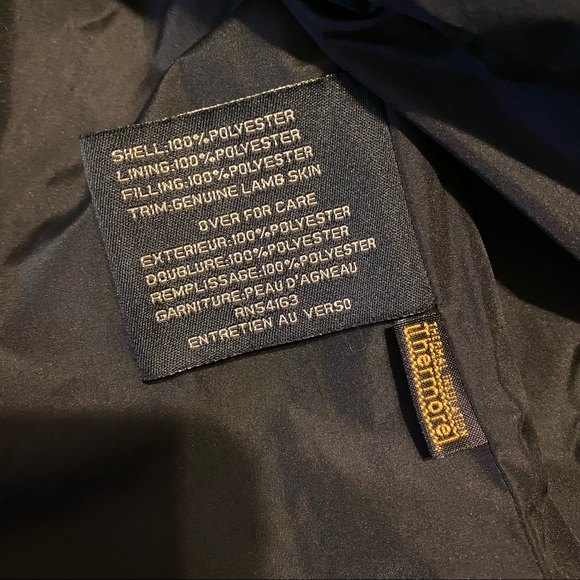 SHELL:100%POLYESTER
LINING:100%POLYESTER
FILLING:100%POLYESTER
TRIM:GENUINE LAMB SKIN
OVER FOR CARE
EXTERIEUR:100%POLYESTER
DOUBLURE:100%POLYESTER
REMPLISSAGE:100%POLYESTER
GARNITURE:PEAU D'AGNEAU
RN54163
ENTRETIEN AU VERSO
Thermore